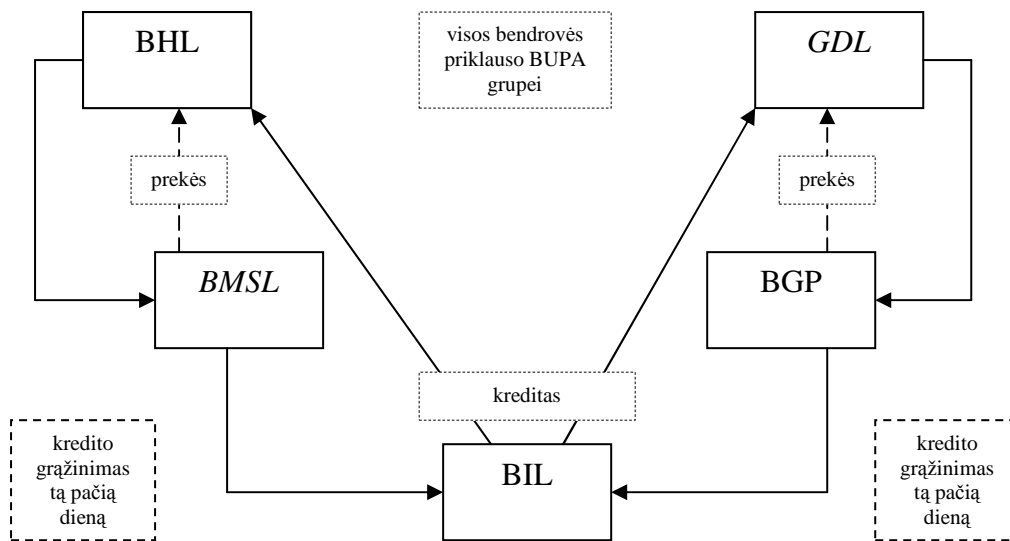 BHL
visos bendrovės
priklauso BUPA
grupei
GDL
prekės
prekės
BMSL
BGP
kreditas
kredito
grąžinimas
tą pačią
dieną
BIL
kredito
grąžinimas
tą pačią
dieną